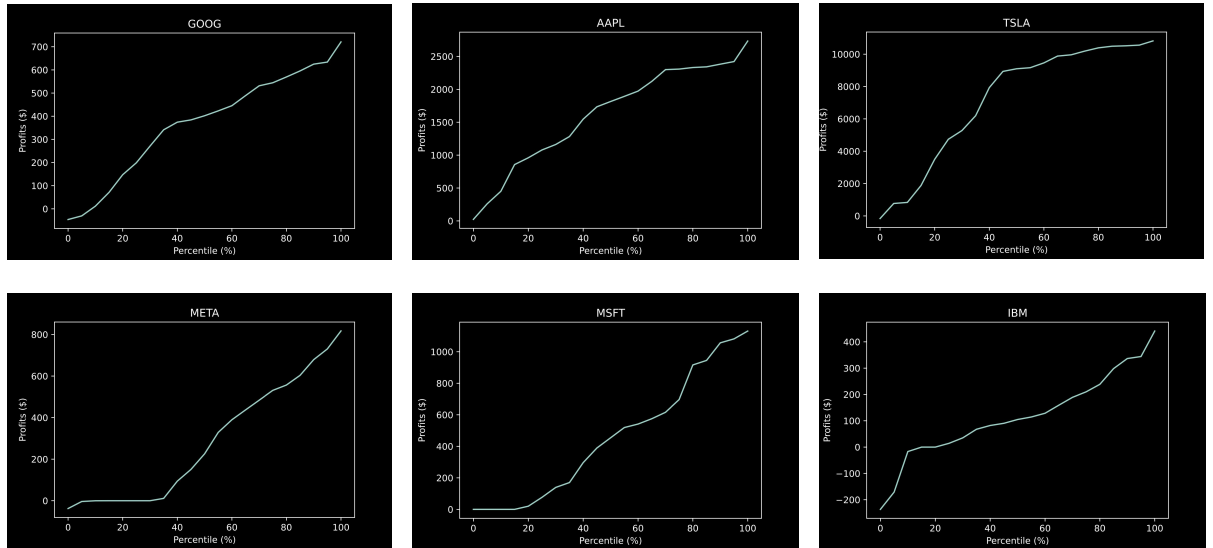 GOOG
700
600
500
400
300
200
100
0
Profits ($)
0 20 40 60 80 100
Percentile (%)
AAPL
2500
2000
1500
1000
500
0
Profits ($)
0 20 40 60 80 100
Percentile (%)
TSLA
10000
8000
6000
4000
2000
0
Profits ($)
0 20 40 60 80 100
Percentile (%)
META
800
600
400
200
0
Profits ($)
0 20 40 60 80 100
Percentile (%)
MSFT
1000
800
600
400
200
0
Profits ($)
0 20 40 60 80 100
Percentile (%)
IBM
400
300
200
100
0
−100
−200
Profits ($)
0 20 40 60 80 100
Percentile (%)